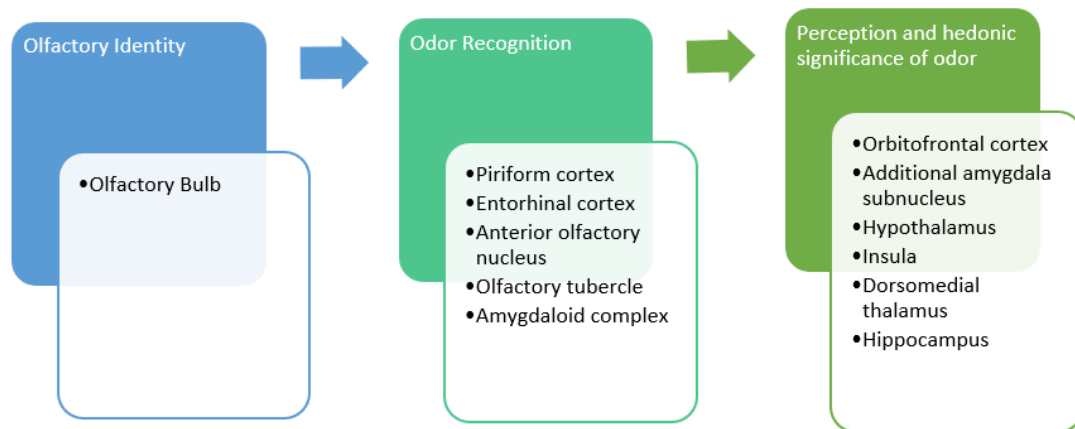 Olfactory Identity
•Olfactory Bulb
Odor Recognition
•Piriform cortex
•Entorhinal cortex
•Anterior olfactory
nucleus
•Olfactory tubercle
•Amygdaloid complex
Perception and hedonic
significance of odor
•Orbitofrontal cortex
•Additional amygdala
subnucleus
•Hypothalamus
•Insula
•Dorsomedial
thalamus
•Hippocampus